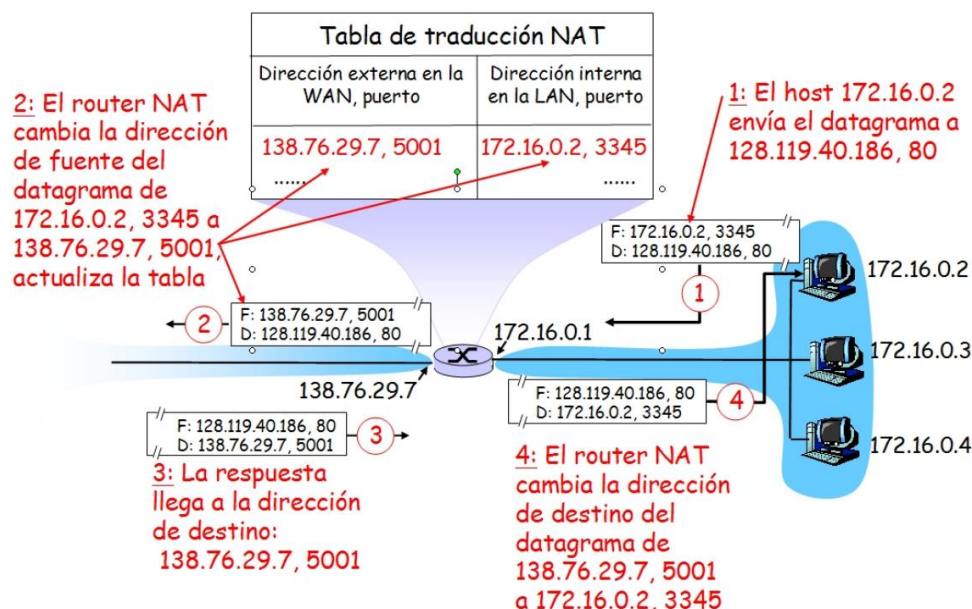 Tabla de traducción NAT
Dirección externa en la
WAN, puerto
Dirección interna
en la LAN, puerto
138.76.29.7, 5001
172.16.0.2, 3345
......
......
2: El router NAT
cambia la dirección
de fuente del
datagrama de
172.16.0.2, 3345 a
138.76.29.7, 5001,
actualiza la tabla
1: El host 172.16.0.2
envía el datagrama a
128.119.40.186, 80
F: 172.16.0.2, 3345
D: 128.119.40.186, 80
1
172.16.0.2
2
F: 138.76.29.7, 5001
D: 128.119.40.186, 80
172.16.0.1
172.16.0.3
138.76.29.7
F: 128.119.40.186, 80
D: 172.16.0.2, 3345
4
F: 128.119.40.186, 80
D: 138.76.29.7, 5001
3
172.16.0.4
3: La respuesta
llega a la dirección
de destino:
138.76.29.7, 5001
4: El router NAT
cambia la dirección
de destino del
datagrama de
138.76.29.7, 5001
a 172.16.0.2, 3345